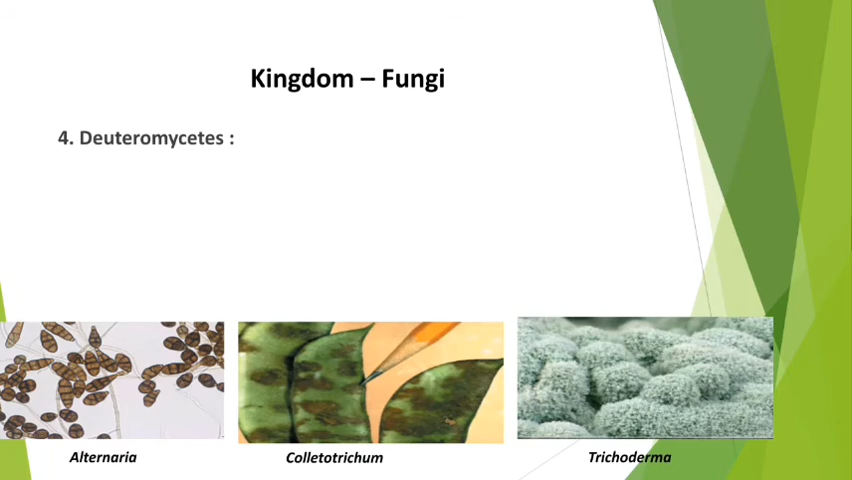 Kingdom – Fungi
4. Deuteromycetes :
Alternaria
Colletotrichum
Trichoderma